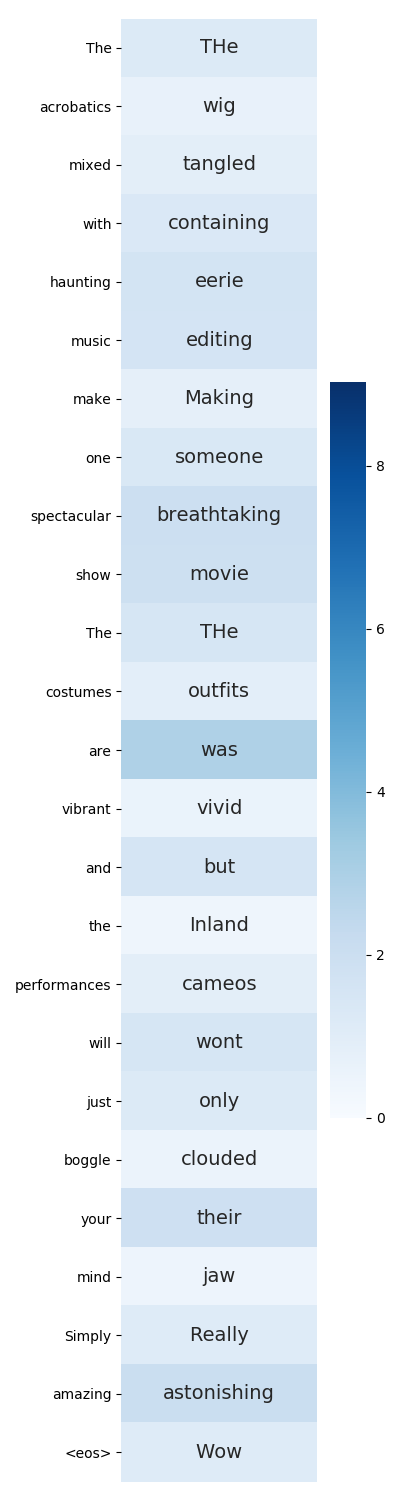 The THe
acrobatics wig
mixed tangled
with containing
haunting eerie
music editing
make Making
one someone
8
spectacular breathtaking
show movie
The THe
6
costumes outfits
are was
4
vibrant vivid
and but
the Inland
2
performances cameos
will wont
just only
0
boggle clouded
your their
mind jaw
Simply Really
amazing astonishing
<eos> Wow